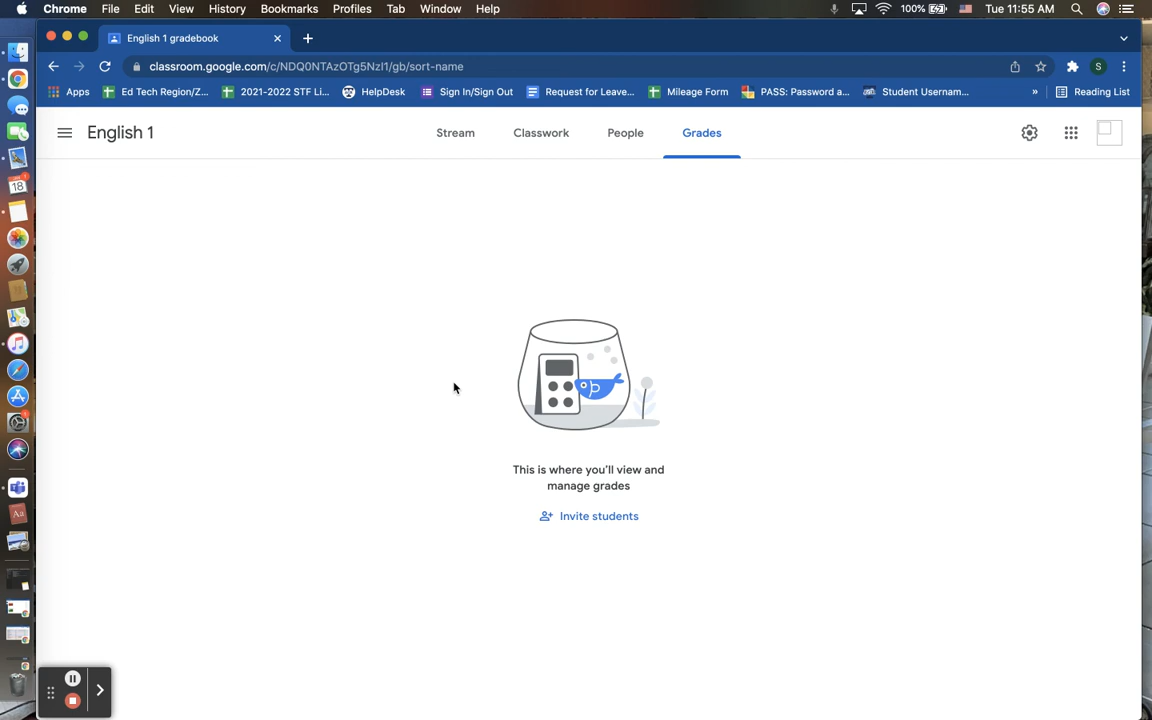 Chrome File Edit View History Bookmarks Profiles Tab Window Help 100% Tue 11:55 AM
English 1 gradebook
classroom.google.com/c/NDQ0NTAzOTg5NzI1/gb/sort-name S
Apps Ed Tech Region/Z... 2021-2022 STF Li... HelpDesk Sign In/Sign Out Request for Leave... Mileage Form PASS: Password a... Student Usernam... » Reading List
English 1 Stream Classwork People Grades
This is where you'll view and
manage grades
Invite students
18
Aa